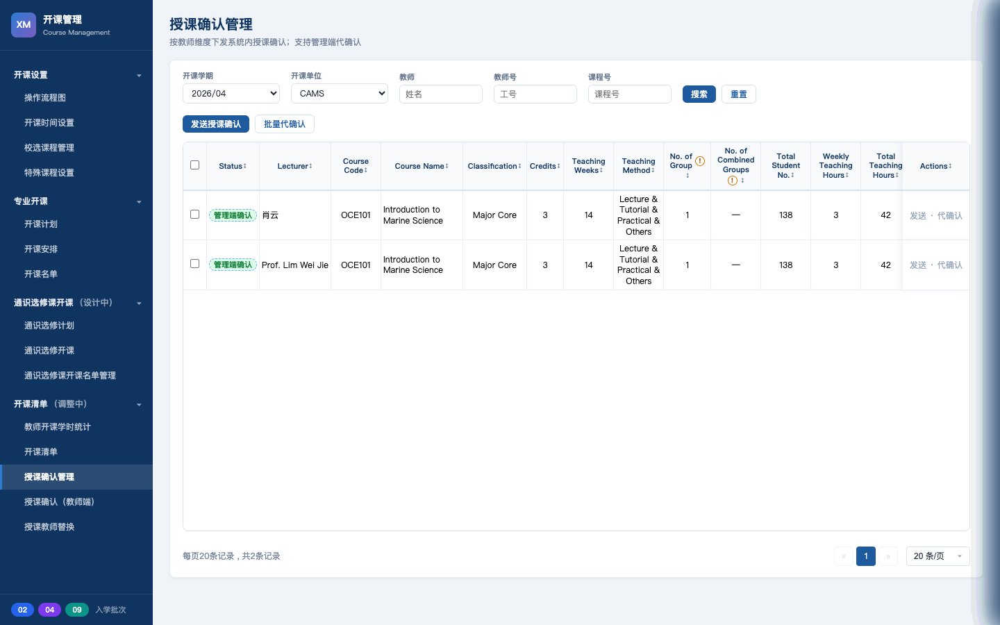 XM
开课管理
Course Management
开课设置
操作流程图
开课时间设置
校选课程管理
特殊课程设置
专业开课
开课计划
开课安排
开课名单
通识选修课开课（设计中）
通识选修计划
通识选修开课
通识选修课开课名单管理
开课清单（调整中）
教师开课学时统计
开课清单
授课确认管理
授课确认（教师端）
授课教师替换
02 04 09 入学批次
授课确认管理
按教师维度下发系统内授课确认；支持管理端代确认
开课学期 开课单位 教师 教师号 课程号
2026/04 CAMS 姓名 工号 课程号 搜索 重置
发送授课确认 批量代确认
Status↕ Lecturer↕ Course Code↕ Course Name↕ Classification↕ Credits↕ Teaching Weeks↕ Teaching Method↕ No. of Group ! ↕ No. of Combined Groups ! ↕ Total Student No.↕ Weekly Teaching Hours↕ Total Teaching Hours↕ Actions↕
管理端确认 肖云 OCE101 Introduction to Marine Science Major Core 3 14 Lecture & Tutorial & Practical & Others 1 — 138 3 42 发送 · 代确认
管理端确认 Prof. Lim Wei Jie OCE101 Introduction to Marine Science Major Core 3 14 Lecture & Tutorial & Practical & Others 1 — 138 3 42 发送 · 代确认
每页20条记录 , 共2条记录
« 1 » 20 条/页